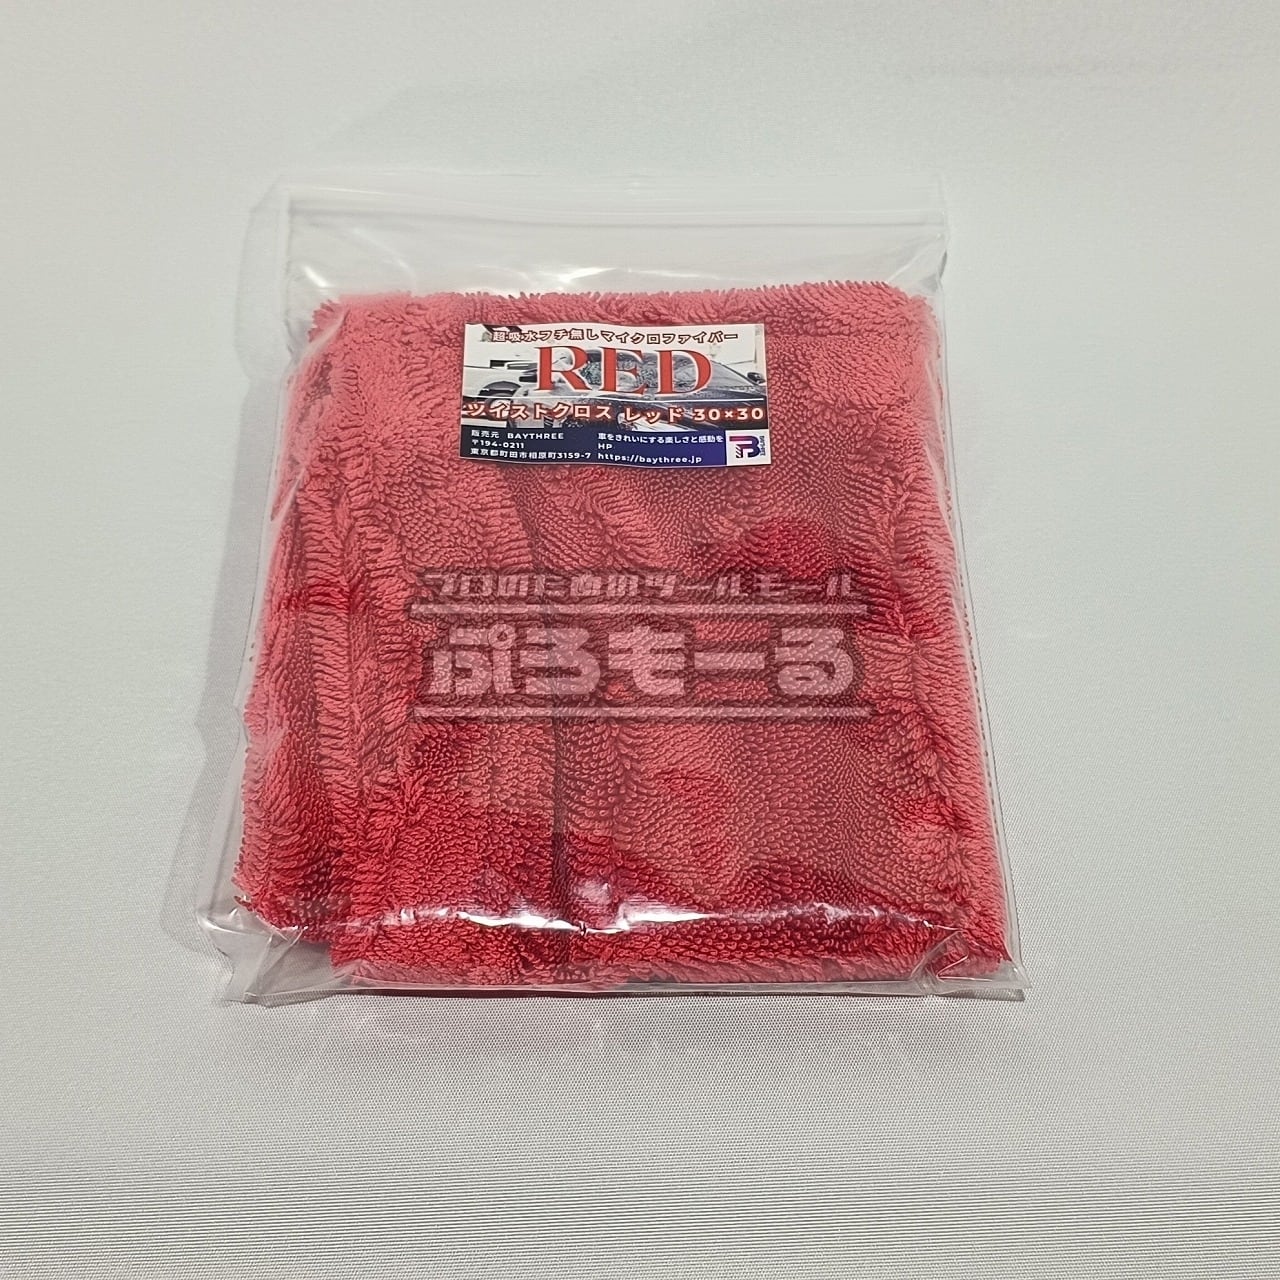 超吸水フチ無しマイクロファイバー
RED
ツイストクロス レッド 30×30
販売元 BAYTHREE
〒194-0211
東京都町田市相原町3159-7
車をきれいにする楽しさと感動を
HP
https://baythree.jp
プロのためのツールモール
ぷろもーる